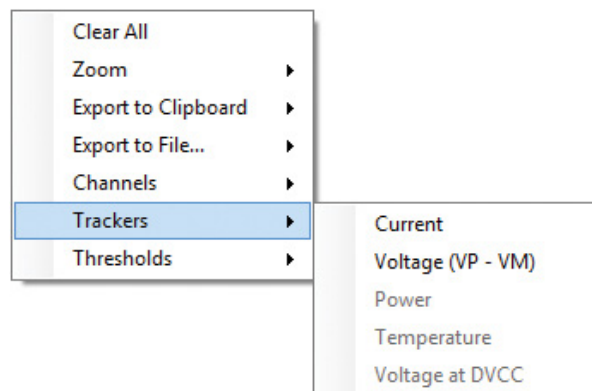 Clear All
Zoom
Export to Clipboard
Export to File...
Channels
Trackers
Thresholds
Current
Voltage (VP - VM)
Power
Temperature
Voltage at DVCC